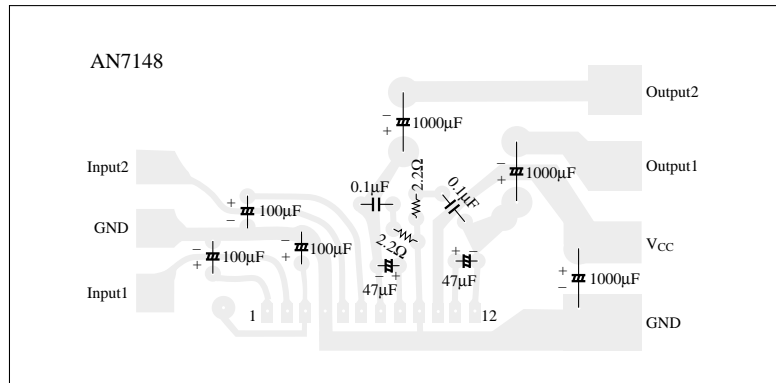 AN7148
Output2
− + 1000µF
Input2
Output1
2.2Ω
0.1µF
0.1µF
− + 1000µF
+ − 100µF
GND
VCC
2.2Ω
− + 100µF
− + 100µF
− +
+ −
47µF
47µF
+ − 1000µF
Input1
1
12
GND